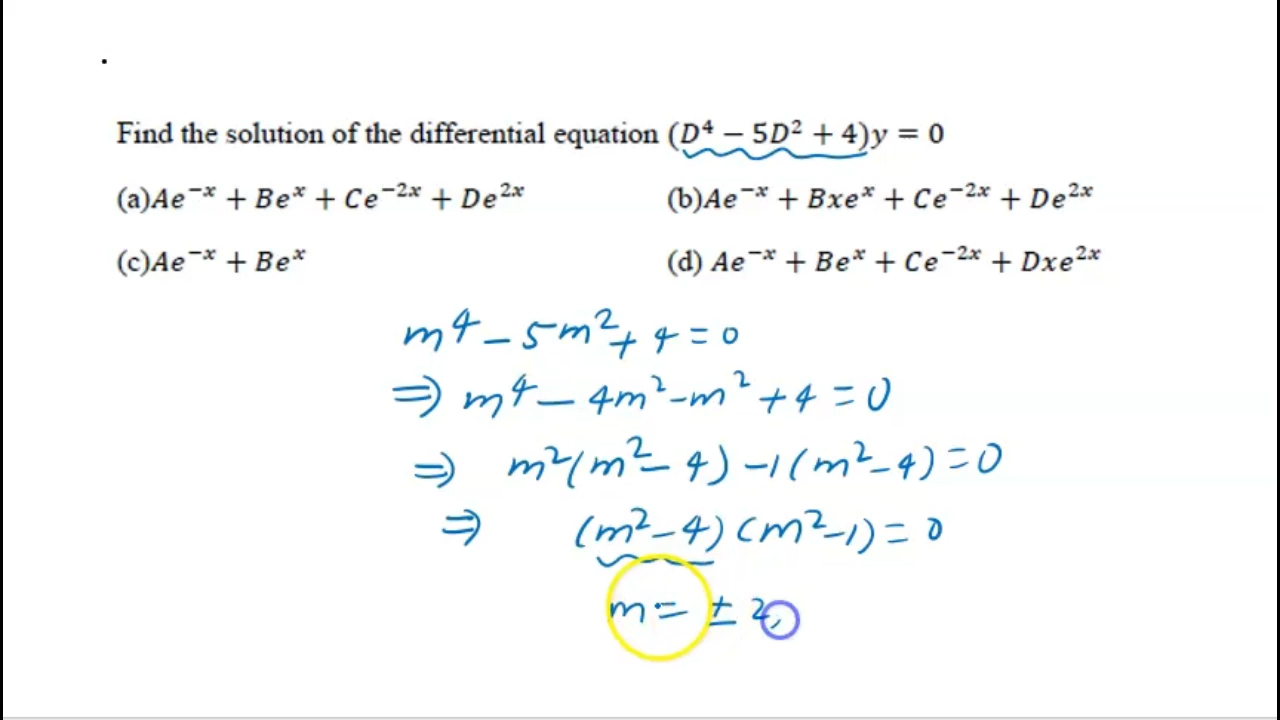 Find the solution of the differential equation (D⁴ − 5D² + 4)y = 0
(a)Ae⁻ˣ + Beˣ + Ce⁻²ˣ + De²ˣ (b)Ae⁻ˣ + Bxeˣ + Ce⁻²ˣ + De²ˣ
(c)Ae⁻ˣ + Beˣ (d) Ae⁻ˣ + Beˣ + Ce⁻²ˣ + Dxe²ˣ
m⁴ − 5m² + 4 = 0
⇒ m⁴ − 4m² − m² + 4 = 0
⇒ m²(m² − 4) − 1(m² − 4) = 0
⇒ (m² − 4)(m² − 1) = 0
m = ± 2,